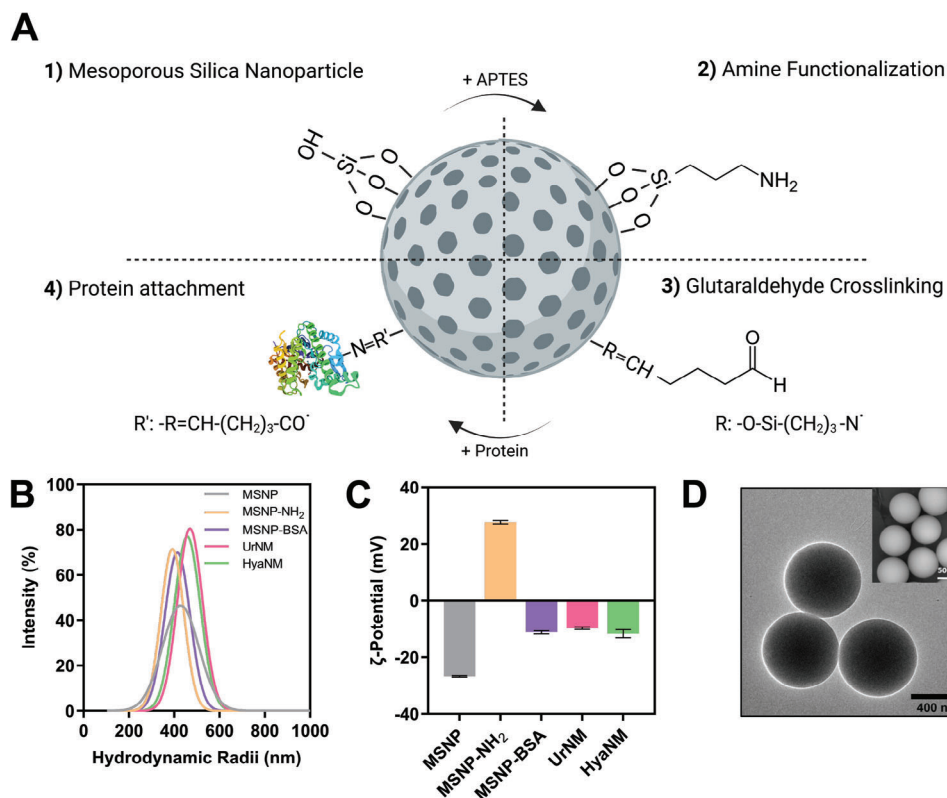 A
1) Mesoporous Silica Nanoparticle
+ APTES
2) Amine Functionalization
OH
Si
O
O
O
O
O
O
Si
NH₂
4) Protein attachment
3) Glutaraldehyde Crosslinking
N=R'
R=CH
O
H
R': -R=CH-(CH₂)₃-CO⁻
+ Protein
R: -O-Si-(CH₂)₃-N⁻
B
Intensity (%)
100
80
60
40
20
0
0 200 400 600 800 1000
Hydrodynamic Radii (nm)
MSNP
MSNP-NH₂
MSNP-BSA
UrNM
HyaNM
C
ζ-Potential (mV)
40
20
0
-20
-40
MSNP
MSNP-NH₂
MSNP-BSA
UrNM
HyaNM
D
400